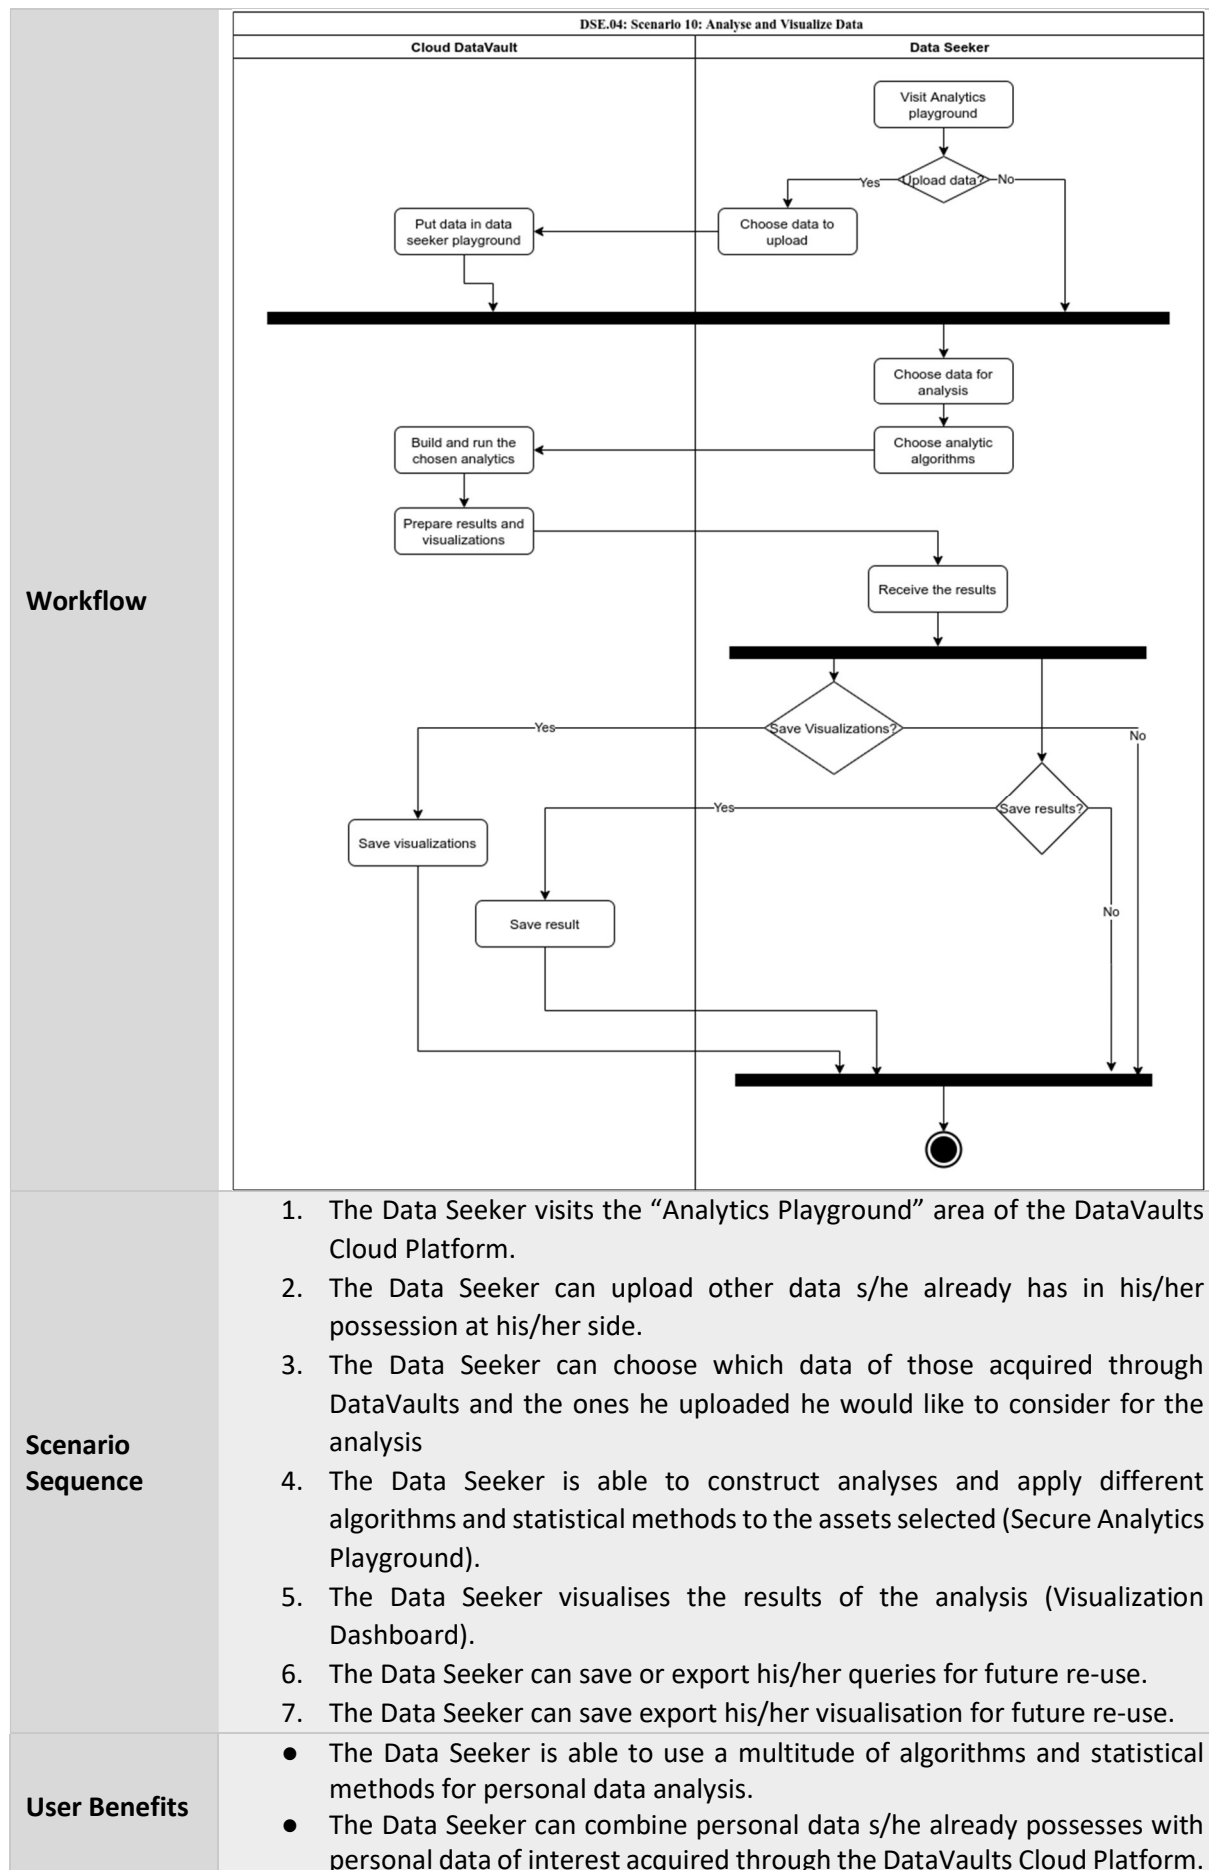 DSE.04: Scenario 10: Analyse and Visualize Data
Cloud DataVault
Data Seeker
Visit Analytics
playground
Upload data?
Yes
No
Put data in data
seeker playground
Choose data to
upload
Choose data for
analysis
Build and run the
chosen analytics
Choose analytic
algorithms
Prepare results and
visualizations
Receive the results
Workflow
Save Visualizations?
Yes
No
Save results?
Yes
No
Save visualizations
Save result
Scenario
Sequence
1. The Data Seeker visits the “Analytics Playground” area of the DataVaults
Cloud Platform.
2. The Data Seeker can upload other data s/he already has in his/her
possession at his/her side.
3. The Data Seeker can choose which data of those acquired through
DataVaults and the ones he uploaded he would like to consider for the
analysis
4. The Data Seeker is able to construct analyses and apply different
algorithms and statistical methods to the assets selected (Secure Analytics
Playground).
5. The Data Seeker visualises the results of the analysis (Visualization
Dashboard).
6. The Data Seeker can save or export his/her queries for future re-use.
7. The Data Seeker can save export his/her visualisation for future re-use.
User Benefits
● The Data Seeker is able to use a multitude of algorithms and statistical
methods for personal data analysis.
● The Data Seeker can combine personal data s/he already possesses with
personal data of interest acquired through the DataVaults Cloud Platform.